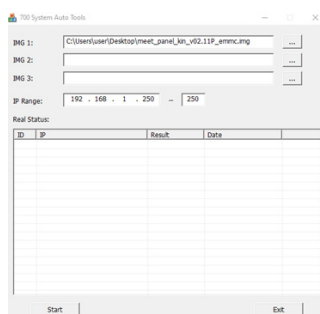 700 System Auto Tools
IMG 1: C:\Users\user\Desktop\meet_panel_kin_v02.11P_emmc.img ...
IMG 2: ...
IMG 3: ...
IP Range: 192 . 168 . 1 . 250 -- 250
Real Status:
ID IP Result Date
Start Exit